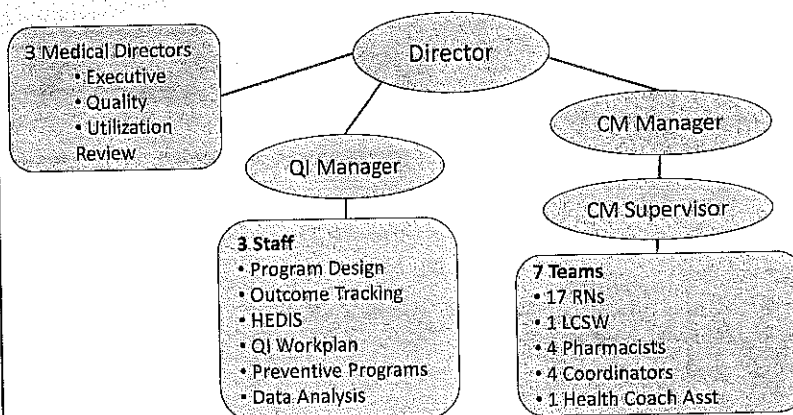 Director
3 Medical Directors
• Executive
• Quality
• Utilization
Review
QI Manager
3 Staff
• Program Design
• Outcome Tracking
• HEDIS
• QI Workplan
• Preventive Programs
• Data Analysis
CM Manager
CM Supervisor
7 Teams
• 17 RNs
• 1 LCSW
• 4 Pharmacists
• 4 Coordinators
• 1 Health Coach Asst